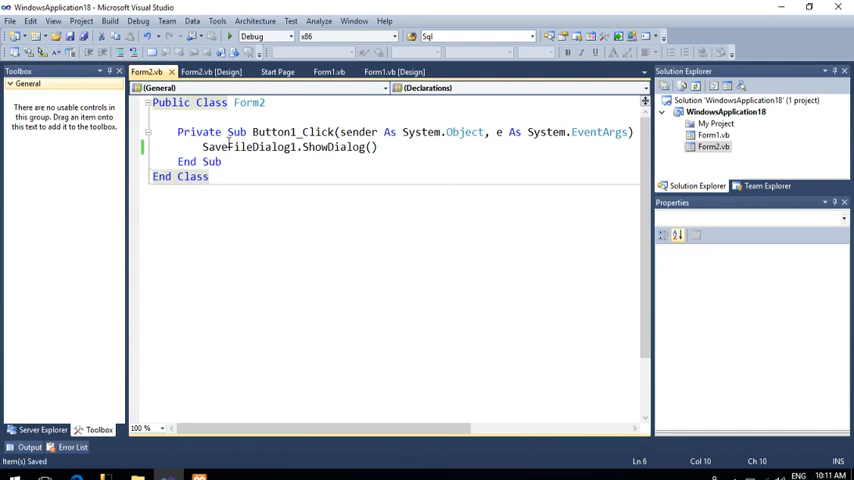 WindowsApplication18 - Microsoft Visual Studio
File Edit View Project Build Debug Team Data Tools Architecture Test Analyze Window Help
Debug x86 Sql
Toolbox
General
There are no usable controls in
this group. Drag an item onto
this text to add it to the toolbox.
Server Explorer Toolbox
Form2.vb Form2.vb [Design] Start Page Form1.vb Form1.vb [Design]
(General) (Declarations)
Public Class Form2
Private Sub Button1_Click(sender As System.Object, e As System.EventArgs)
SaveFileDialog1.ShowDialog()
End Sub
End Class
100 %
Solution Explorer
Solution 'WindowsApplication18' (1 project)
WindowsApplication18
My Project
Form1.vb
Form2.vb
Solution Explorer Team Explorer
Properties
Output Error List
Item(s) Saved Ln 6 Col 10 Ch 10 INS
ENG 10:11 AM